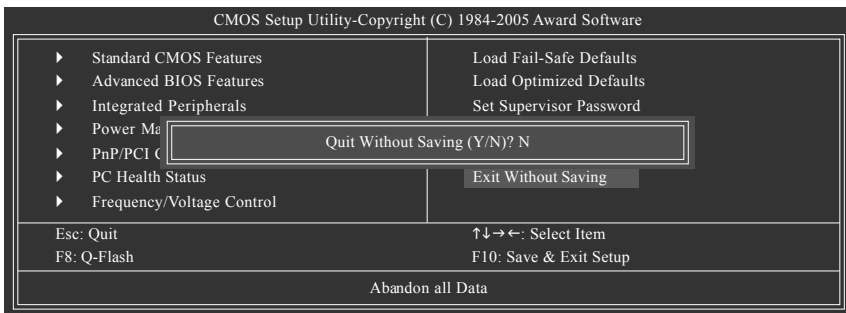 CMOS Setup Utility-Copyright (C) 1984-2005 Award Software
Standard CMOS Features
Advanced BIOS Features
Integrated Peripherals
Power Ma
PnP/PCI
PC Health Status
Frequency/Voltage Control
Load Fail-Safe Defaults
Load Optimized Defaults
Set Supervisor Password
Quit Without Saving (Y/N)? N
Exit Without Saving
Esc: Quit
F8: Q-Flash
↑↓→←: Select Item
F10: Save & Exit Setup
Abandon all Data